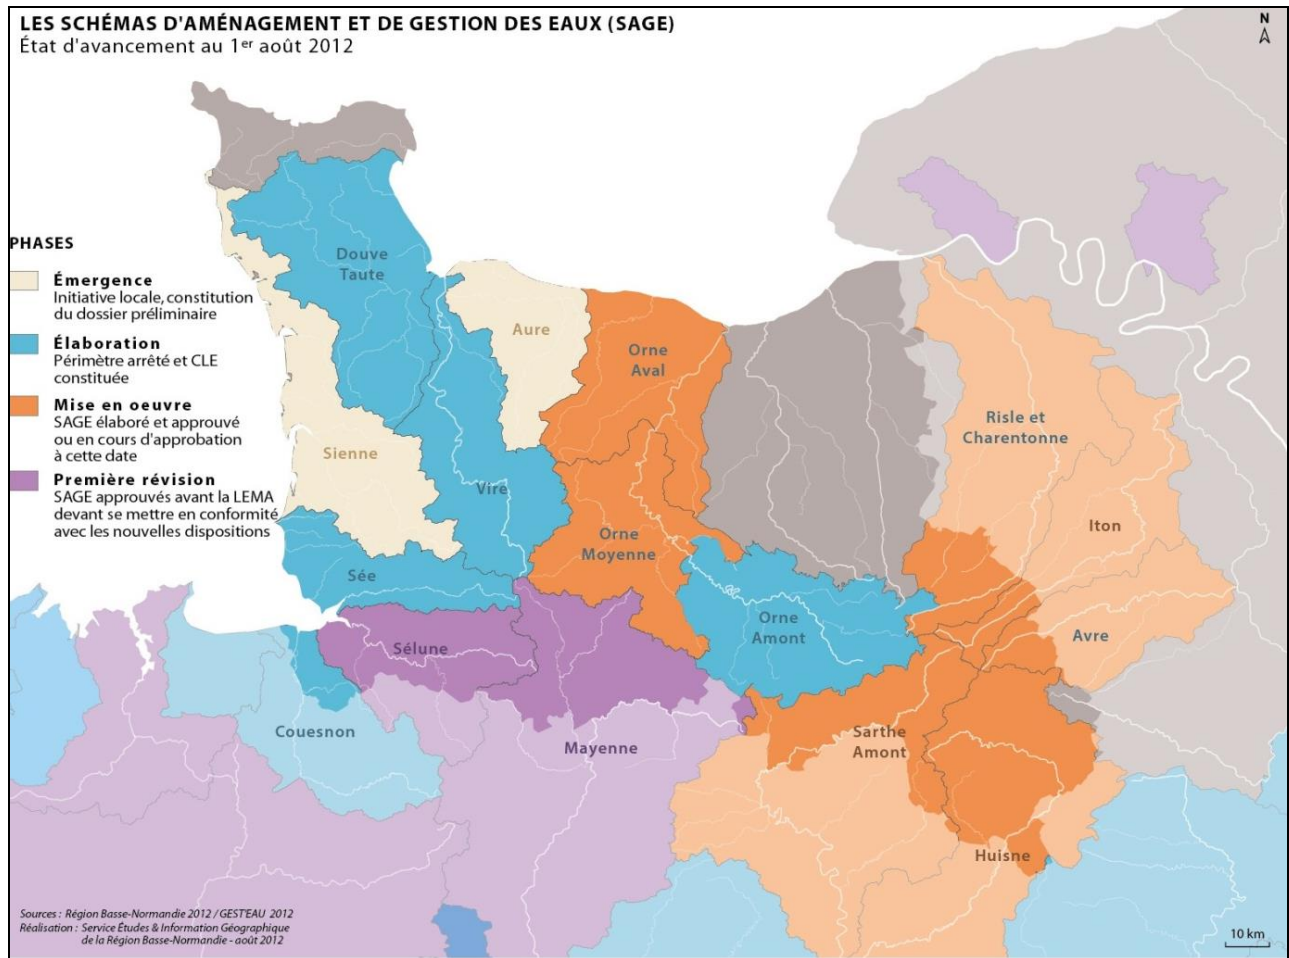 LES SCHÉMAS D'AMÉNAGEMENT ET DE GESTION DES EAUX (SAGE)
État d'avancement au 1er août 2012
N
PHASES
Émergence
Initiative locale, constitution
du dossier préliminaire
Élaboration
Périmètre arrêté et CLE
constituée
Mise en oeuvre
SAGE élaboré et approuvé
ou en cours d'approbation
à cette date
Première révision
SAGE approuvés avant la LEMA
devant se mettre en conformité
avec les nouvelles dispositions
Douve
Taute
Aure
Orne
Aval
Risle et
Charentonne
Sienne
Vire
Iton
Orne
Moyenne
Sée
Orne
Amont
Avre
Sélune
Couesnon
Mayenne
Sarthe
Amont
Huisne
Sources : Région Basse-Normandie 2012 / GEST'EAU 2012
Réalisation : Service Études & Information Géographique
de la Région Basse-Normandie - août 2012
10 km